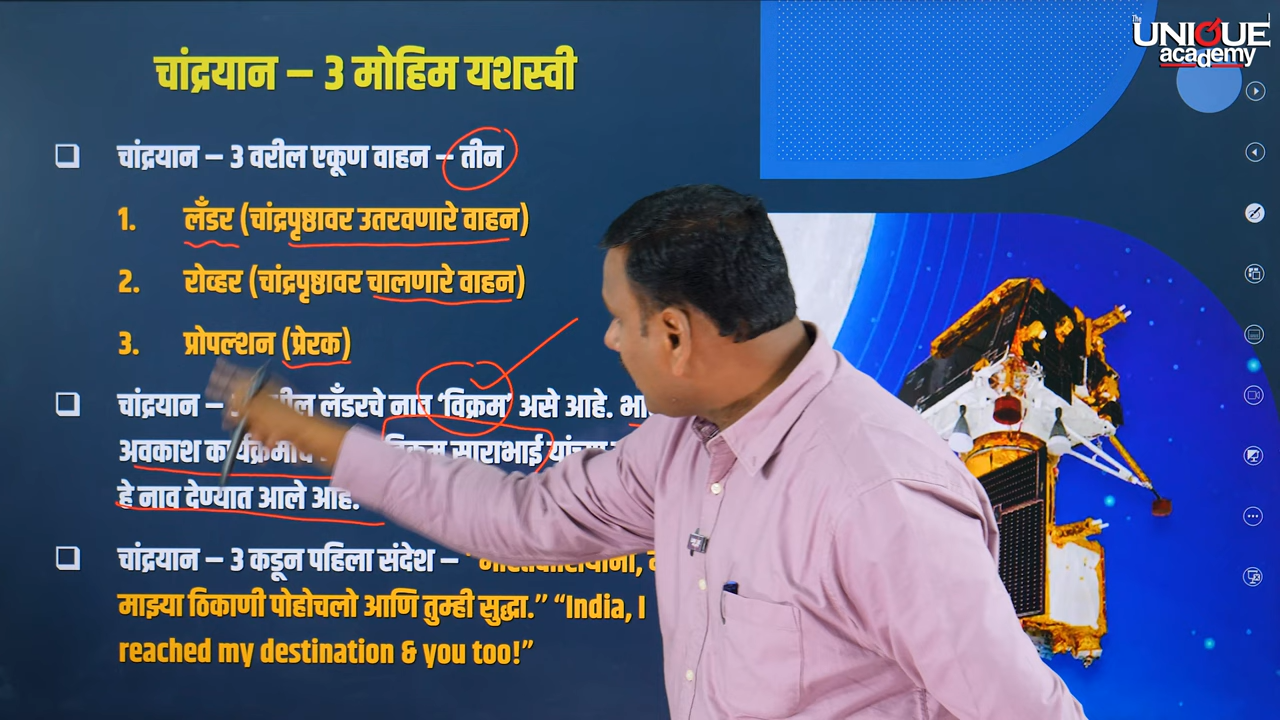 The
UNIQUE
academy
चांद्रयान – 3 मोहिम यशस्वी
चांद्रयान – 3 वरील एकूण वाहन – तीन
1. लँडर (चांद्रपृष्ठावर उतरवणारे वाहन)
2. रोव्हर (चांद्रपृष्ठावर चालणारे वाहन)
3. प्रोपल्शन (प्रेरक)
चांद्रयान – लँडरचे नाव ‘विक्रम’ असे आहे.
अवकाश विक्रम साराभाई यांच्या
हे नाव देण्यात आले आहे.
चांद्रयान – 3 कडून पहिला संदेश –
माझ्या ठिकाणी पोहोचलो आणि तुम्ही सुद्धा.” “India, I
reached my destination & you too!”